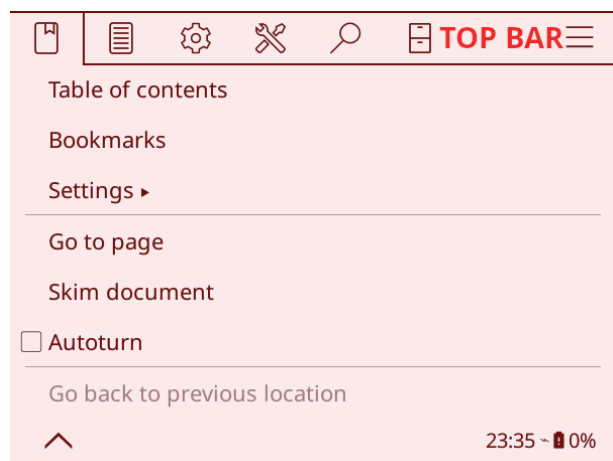 TOP BAR
Table of contents
Bookmarks
Settings ▸
Go to page
Skim document
Autoturn
Go back to previous location
23:35 ~ 0%